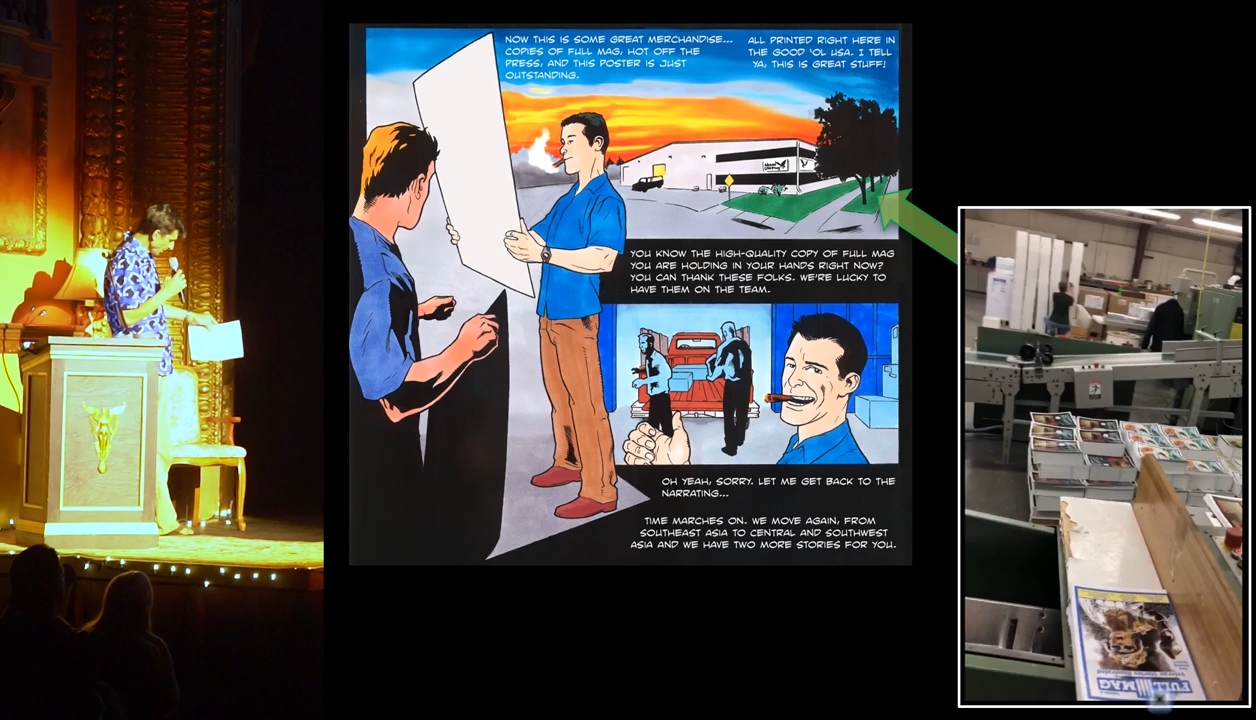 NOW THIS IS SOME GREAT MERCHANDISE...
COPIES OF FULL MAG, HOT OFF THE
PRESS, AND THIS POSTER IS JUST
OUTSTANDING.
ALL PRINTED RIGHT HERE IN
THE GOOD 'OL USA. I TELL
YA, THIS IS GREAT STUFF!
YOU KNOW THE HIGH-QUALITY COPY OF FULL MAG
YOU ARE HOLDING IN YOUR HANDS RIGHT NOW?
YOU CAN THANK THESE FOLKS. WE'RE LUCKY TO
HAVE THEM ON THE TEAM.
OH YEAH, SORRY. LET ME GET BACK TO THE
NARRATING...
TIME MARCHES ON. WE MOVE AGAIN, FROM
SOUTHEAST ASIA TO CENTRAL AND SOUTHWEST
ASIA AND WE HAVE TWO MORE STORIES FOR YOU.
FULL MAG
Veteran Stories Illustrated